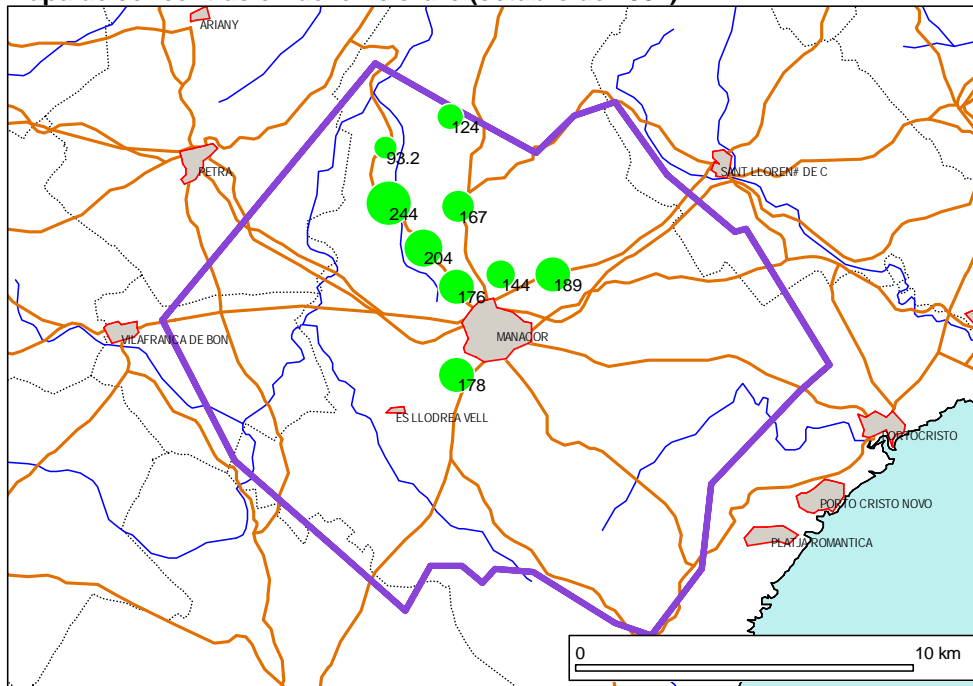 ARIANY
124
93.2
PETRA
SANT LLOREN# DE C
244
167
204
144
189
176
VILAFRANCA DE BON
MANACOR
178
ES LLODREA VELL
PORTOCRISTO
PORTO CRISTO NOVO
PLATJA ROMANTICA
0 10 km